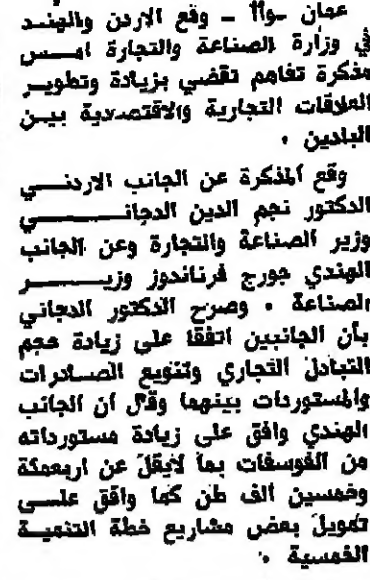 عمان -وأأ - وقع الاردن والهند
في وزارة الصناعة والتجارة امس
مذكرة تفاهم تقضي بزيادة وتطوير
العلاقات التجارية والاقتصدية بين
البلدين .
وقع المذكرة عن الجانب الاردني
الدكتور نجم الدين الدجاني
وزير الصناعة والتجارة وعن الجانب
الهندي جورج فرناندوز وزير
الصناعة . وصرح الدكتور الدجاني
بأن الجانبين اتفقا على زيادة حجم
التبادل التجاري وتنويع الصادرات
والمستوردات بينهما وقال ان الجانب
الهندي وافق على زيادة مستورداته
من الفوسفات بما لايقل عن اربعمئة
وخمسين الف طن كما وافق على
تمويل بعض مشاريع خطة التنمية
الخمسية .